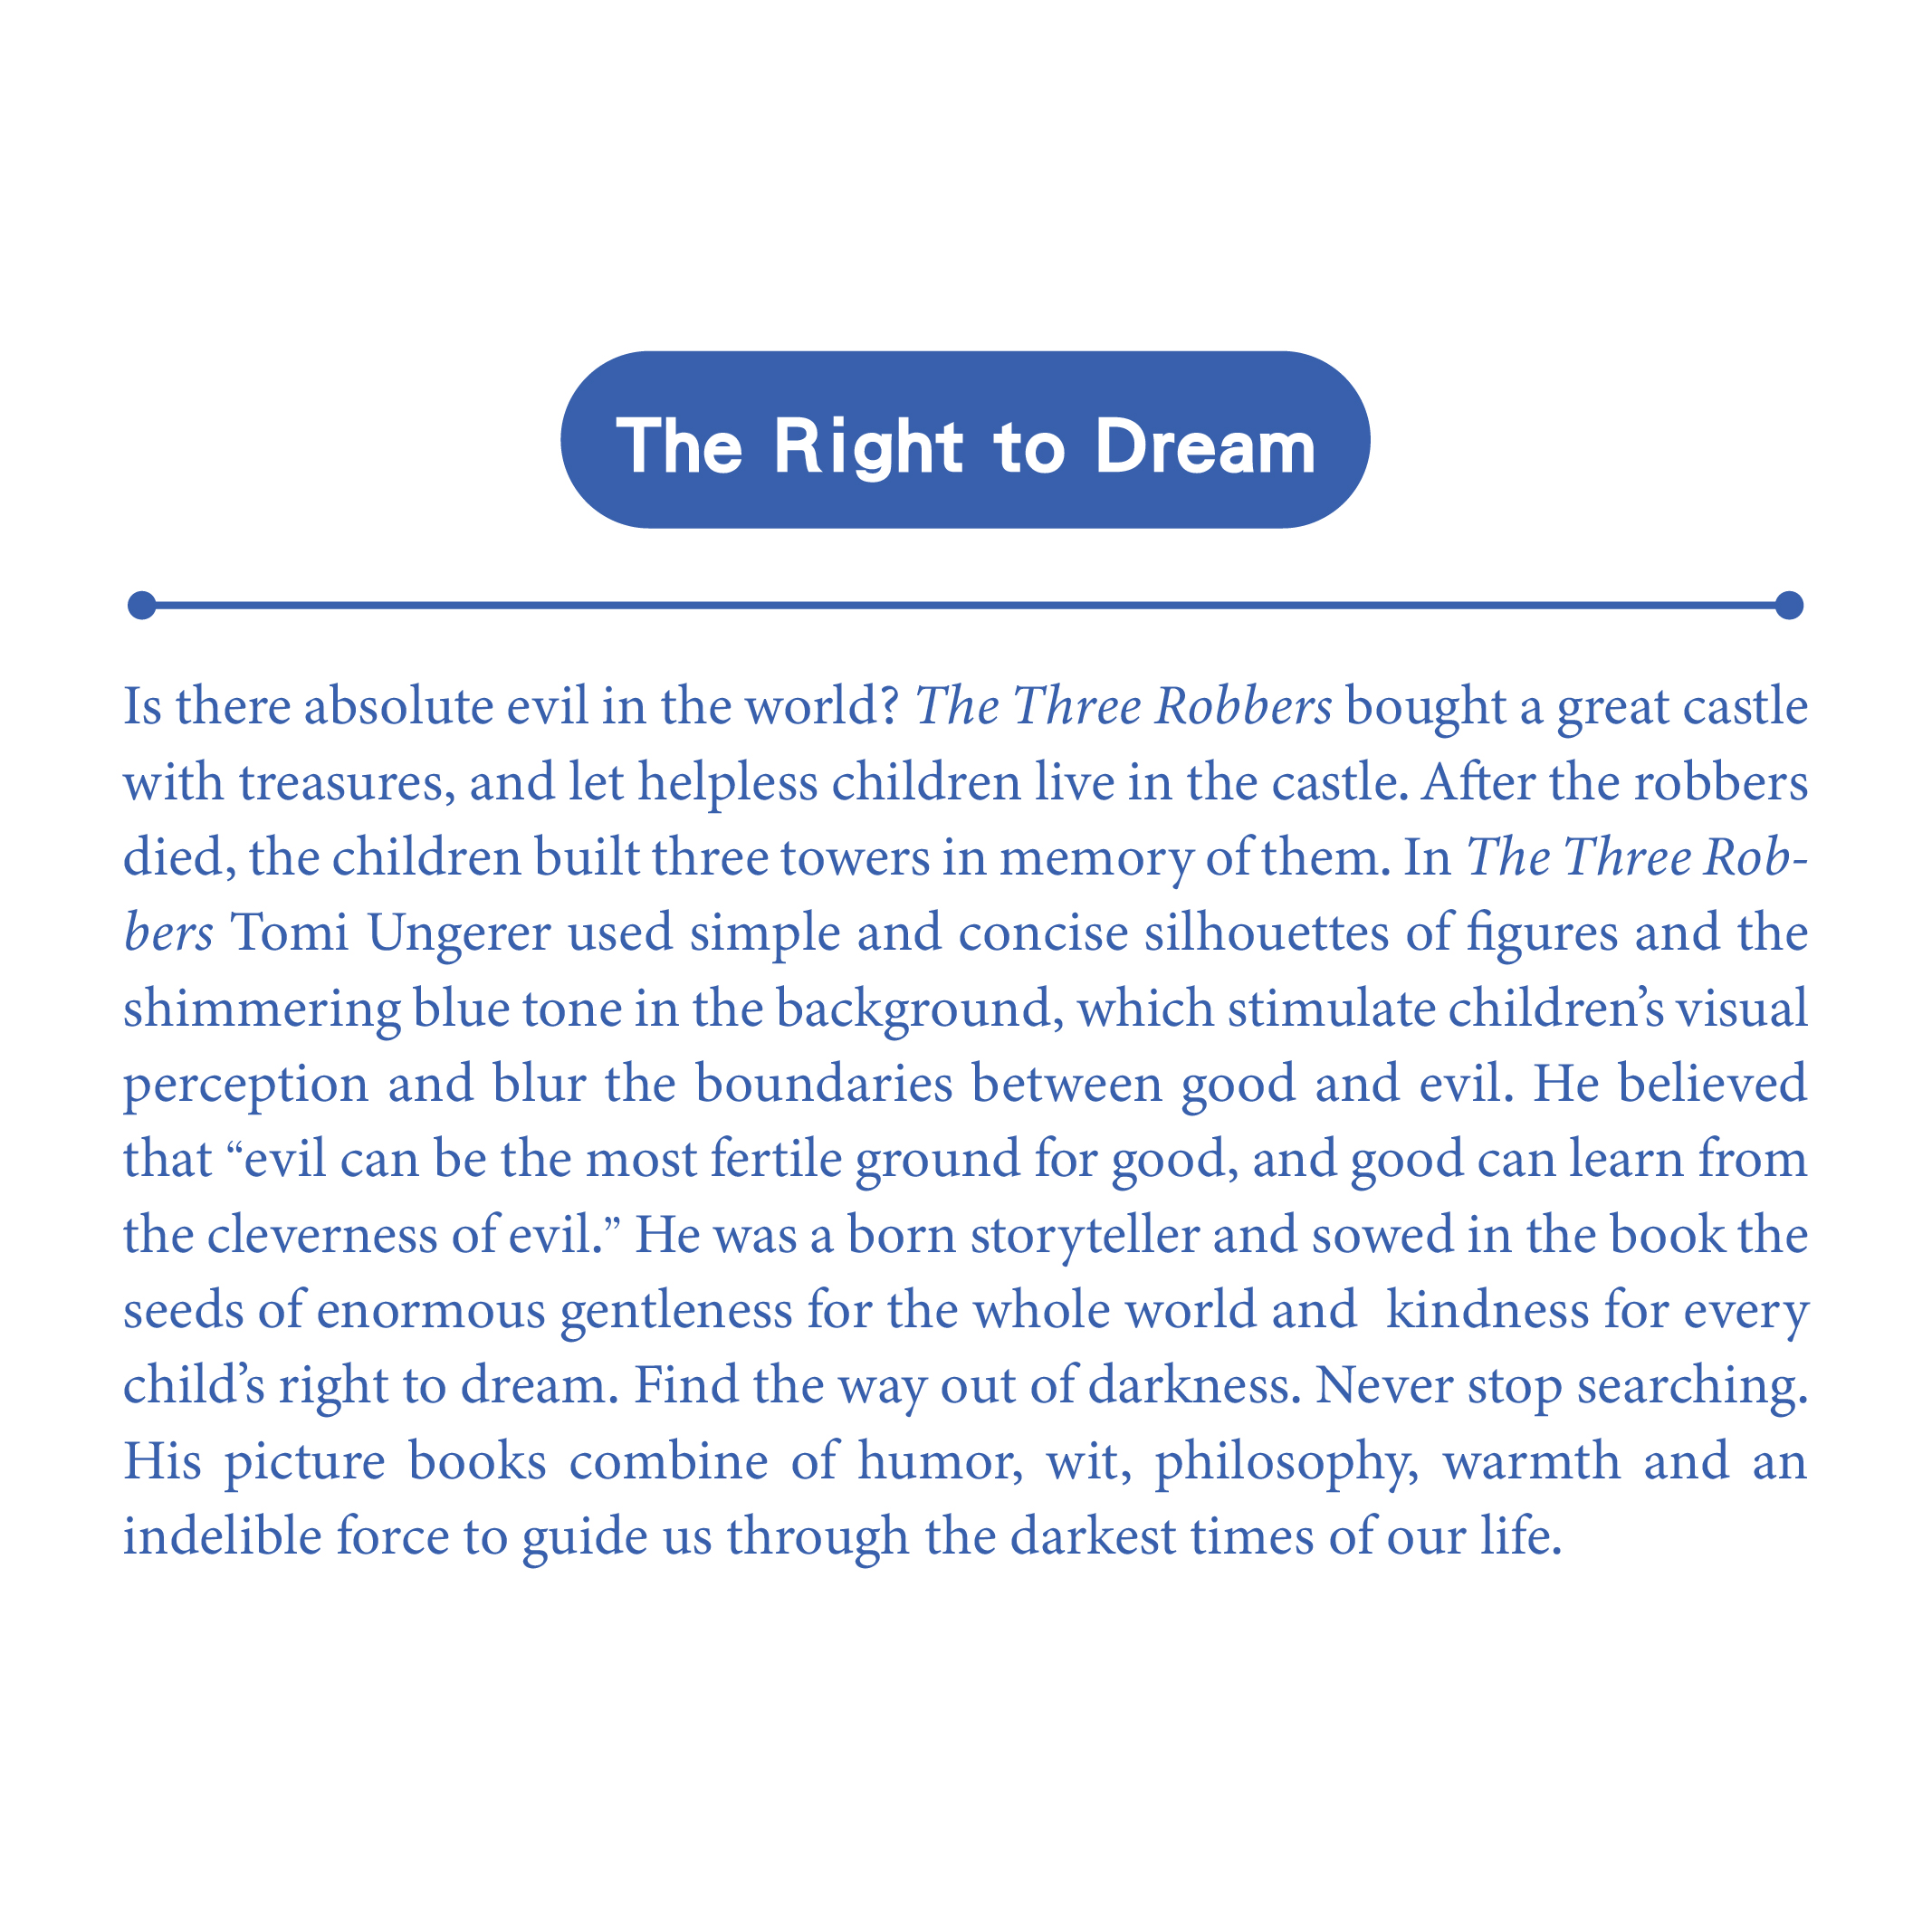 The Right to Dream
Is there absolute evil in the world? The Three Robbers bought a great castle
with treasures, and let helpless children live in the castle. After the robbers
died, the children built three towers in memory of them. In The Three Rob-
bers Tomi Ungerer used simple and concise silhouettes of figures and the
shimmering blue tone in the background, which stimulate children’s visual
perception and blur the boundaries between good and evil. He believed
that “evil can be the most fertile ground for good, and good can learn from
the cleverness of evil.” He was a born storyteller and sowed in the book the
seeds of enormous gentleness for the whole world and  kindness for every
child’s right to dream. Find the way out of darkness. Never stop searching.
His picture books combine of humor, wit, philosophy, warmth and an
indelible force to guide us through the darkest times of our life.